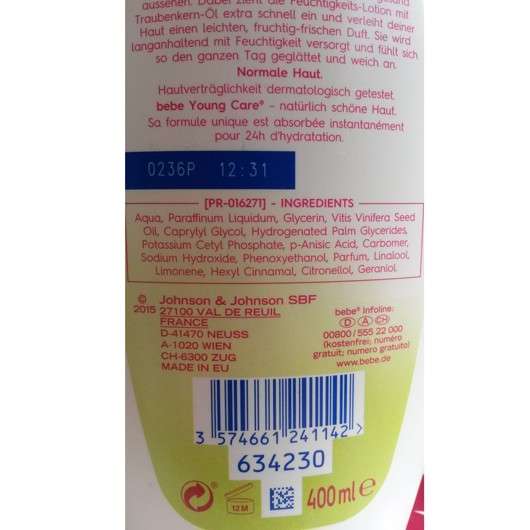 aussehen. Dabei zieht die Feuchtigkeits-Lotion mit
Traubenkern-Öl extra schnell ein und verleiht deiner
Haut einen leichten, fruchtig-frischen Duft. Sie wird
langanhaltend mit Feuchtigkeit versorgt und fühlt sich
so den ganzen Tag geglättet und weich an.
Normale Haut.
Hautverträglichkeit dermatologisch getestet.
bebe Young Care® – natürlich schöne Haut.
Sa formule unique est absorbée instantanément
pour 24h d'hydratation.
0236P 12:31
[PR-016271] - INGREDIENTS
Aqua, Paraffinum Liquidum, Glycerin, Vitis Vinifera Seed
Oil, Caprylyl Glycol, Hydrogenated Palm Glycerides,
Potassium Cetyl Phosphate, p-Anisic Acid, Carbomer,
Sodium Hydroxide, Phenoxyethanol, Parfum, Linalool,
Limonene, Hexyl Cinnamal, Citronellol, Geraniol.
© Johnson & Johnson SBF
2015 27100 VAL DE REUIL
FRANCE
D-41470 NEUSS
A-1020 WIEN
CH-6300 ZUG
MADE IN EU
bebe® Infoline:
D A CH
00800/555 22 000
(kostenfrei; numéro
gratuit; numero gratuito)
www.bebe.de
3 574661 241142 >
634230
12 M
400 ml e